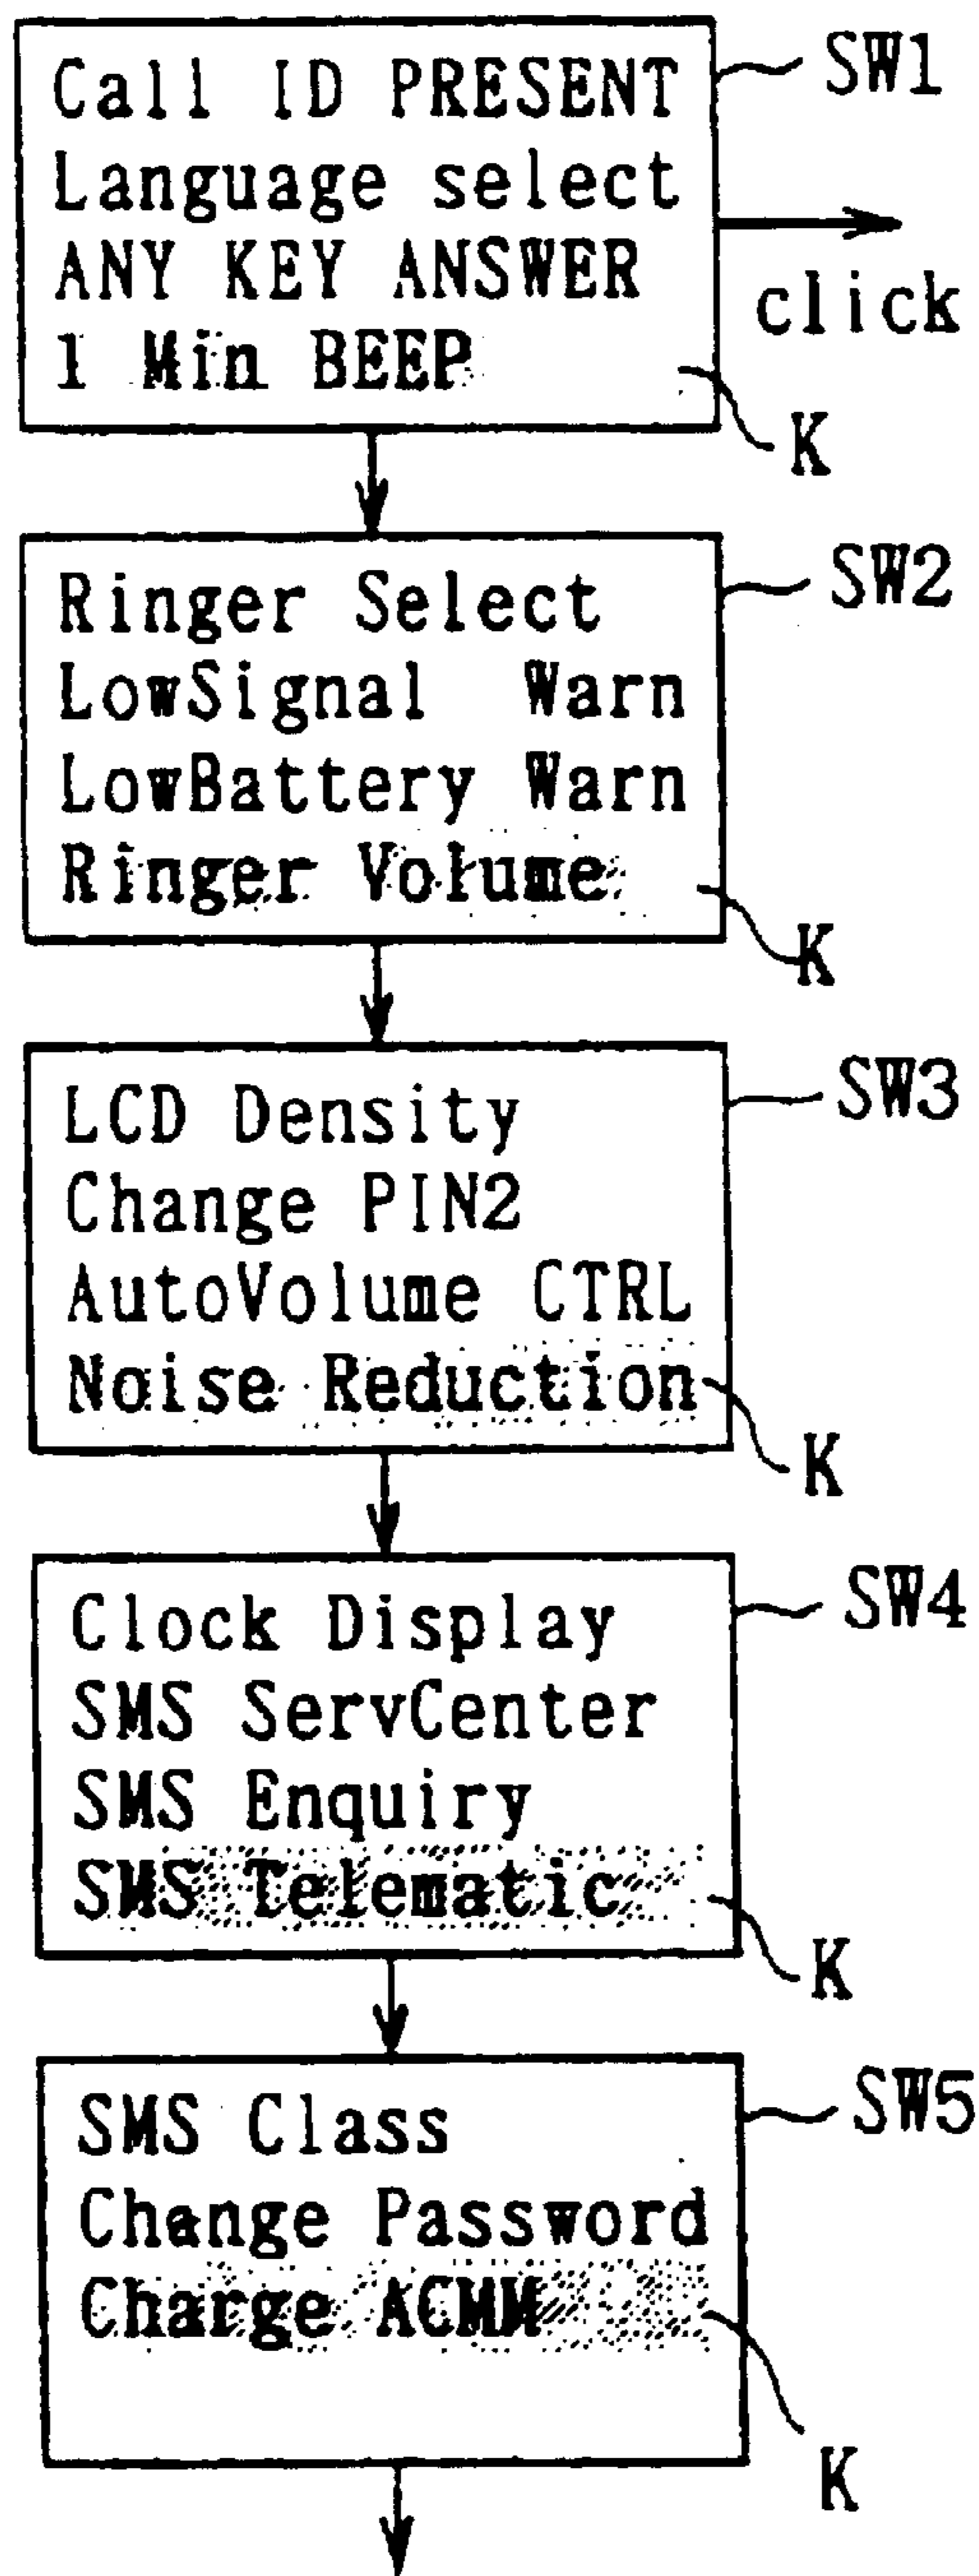 Call ID PRESENT
Language select
ANY KEY ANSWER
1 Min BEEP
SW1
click
K
Ringer Select
LowSignal Warn
LowBattery Warn
Ringer Volume
SW2
K
LCD Density
Change PIN2
AutoVolume CTRL
Noise Reduction
SW3
K
Clock Display
SMS ServCenter
SMS Enquiry
SMS Telematic
SW4
K
SMS Class
Change Password
Charge ACMM
SW5
K